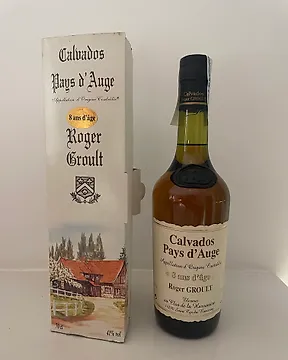 Calvados
Pays d'Auge
"Appellation d'Origine Contrôlée"
8 ans d'âge
Roger
Groult
Calvados
Pays d'Auge
Appellation d'Origine Contrôlée
8 ans d'Age
Roger GROULT